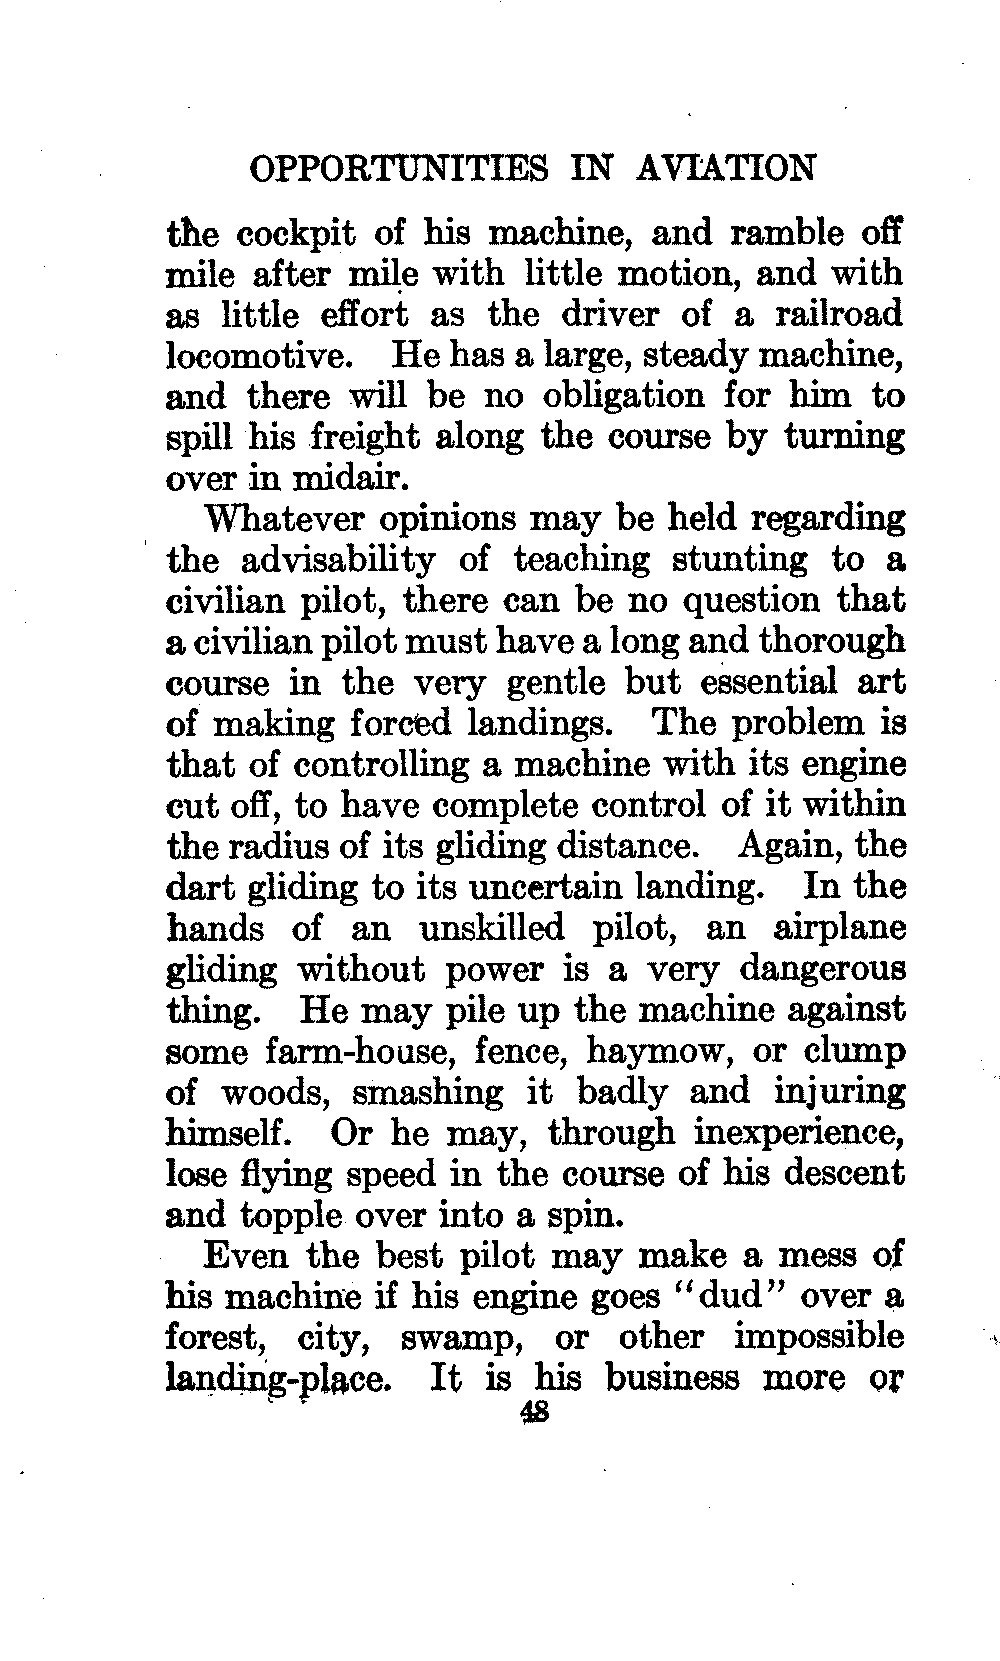 OPPORTUNITIES IN AVIATION
the cockpit of his machine, and ramble off
mile after mile with little motion, and with
as little effort as the driver of a railroad
locomotive. He has a large, steady machine,
and there will be no obligation for him to
spill his freight along the course by turning
over in midair.
Whatever opinions may be held regarding
the advisability of teaching stunting to a
civilian pilot, there can be no question that
a civilian pilot must have a long and thorough
course in the very gentle but essential art
of making forced landings. The problem is
that of controlling a machine with its engine
cut off, to have complete control of it within
the radius of its gliding distance. Again, the
dart gliding to its uncertain landing. In the
hands of an unskilled pilot, an airplane
gliding without power is a very dangerous
thing. He may pile up the machine against
some farm-house, fence, haymow, or clump
of woods, smashing it badly and injuring
himself. Or he may, through inexperience,
lose flying speed in the course of his descent
and topple over into a spin.
Even the best pilot may make a mess of
his machine if his engine goes "dud" over a
forest, city, swamp, or other impossible
landing-place. It is his business more or
48